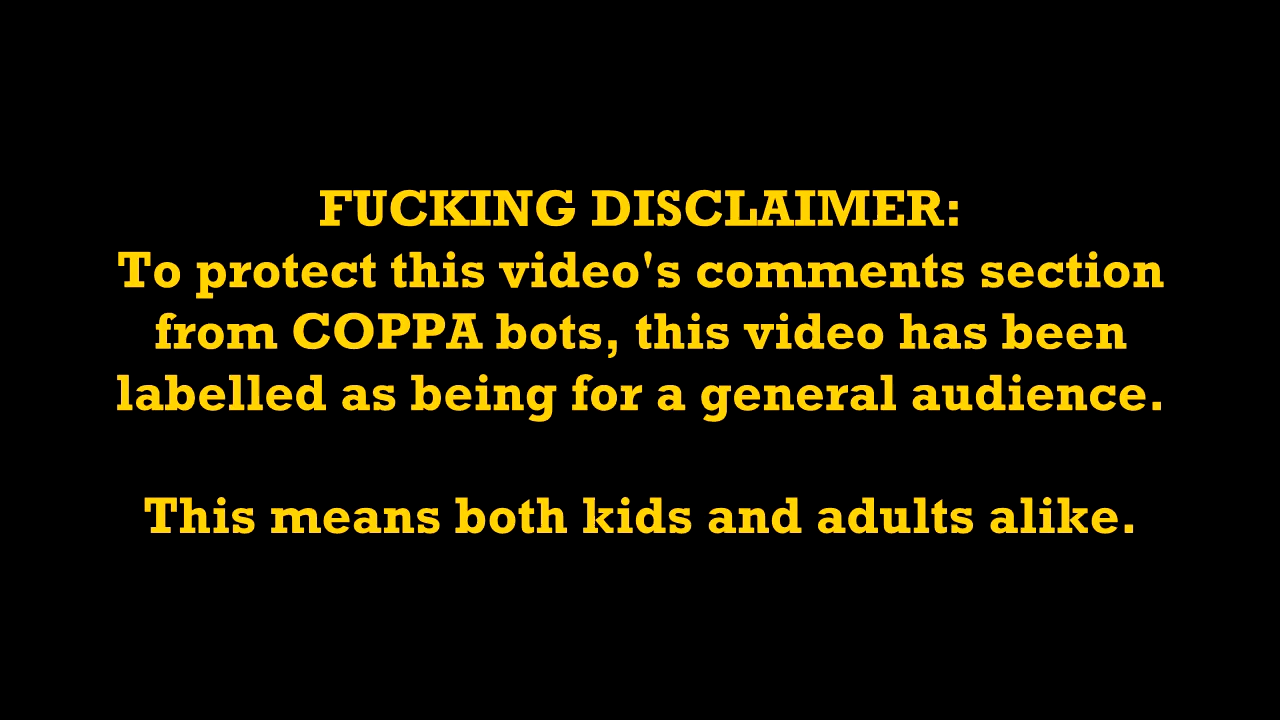 FUCKING DISCLAIMER:
To protect this video's comments section
from COPPA bots, this video has been
labelled as being for a general audience.
This means both kids and adults alike.